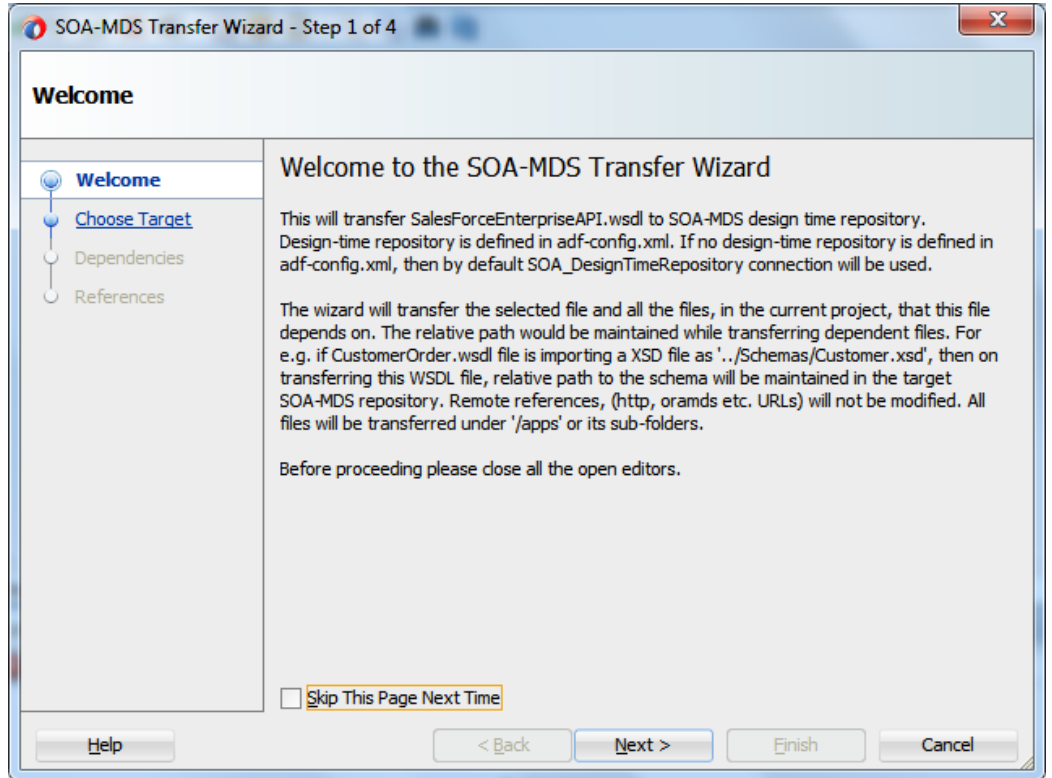 SOA-MDS Transfer Wizard - Step 1 of 4
Welcome
Welcome
Choose Target
Dependencies
References
Welcome to the SOA-MDS Transfer Wizard
This will transfer SalesForceEnterpriseAPI.wsdl to SOA-MDS design time repository.
Design-time repository is defined in adf-config.xml. If no design-time repository is defined in
adf-config.xml, then by default SOA_DesignTimeRepository connection will be used.
The wizard will transfer the selected file and all the files, in the current project, that this file
depends on. The relative path would be maintained while transferring dependent files. For
e.g. if CustomerOrder.wsdl file is importing a XSD file as '../Schemas/Customer.xsd', then on
transferring this WSDL file, relative path to the schema will be maintained in the target
SOA-MDS repository. Remote references, (http, oramds etc. URLs) will not be modified. All
files will be transferred under '/apps' or its sub-folders.
Before proceeding please close all the open editors.
Skip This Page Next Time
Help
< Back
Next >
Finish
Cancel